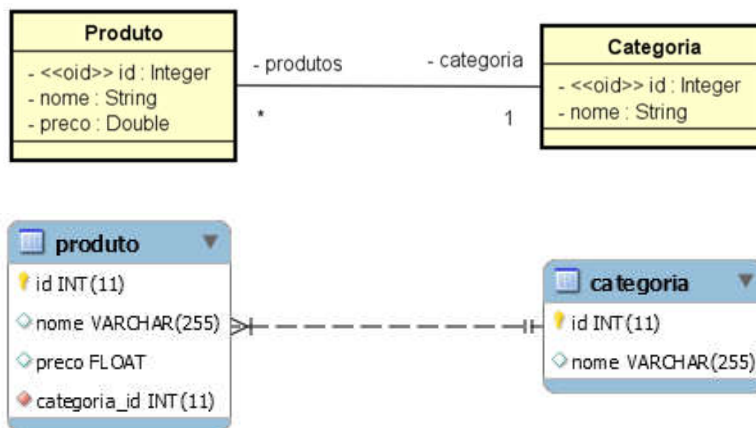 Produto
- <<oid>> id : Integer
- nome : String
- preco : Double
- produtos
*
- categoria
1
Categoria
- <<oid>> id : Integer
- nome : String
produto
id INT(11)
nome VARCHAR(255)
preco FLOAT
categoria_id INT(11)
categoria
id INT(11)
nome VARCHAR(255)